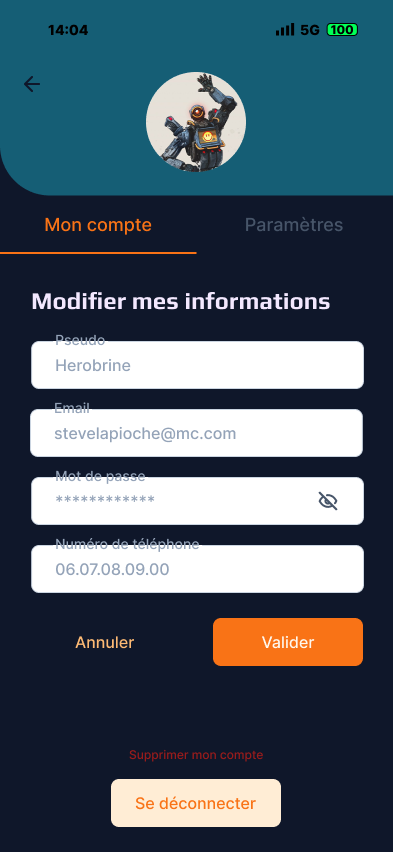 14:04
5G 100
Mon compte
Paramètres
Modifier mes informations
Pseudo
Herobrine
Email
stevelapioche@mc.com
Mot de passe
************
Numéro de téléphone
06.07.08.09.00
Annuler
Valider
Supprimer mon compte
Se déconnecter